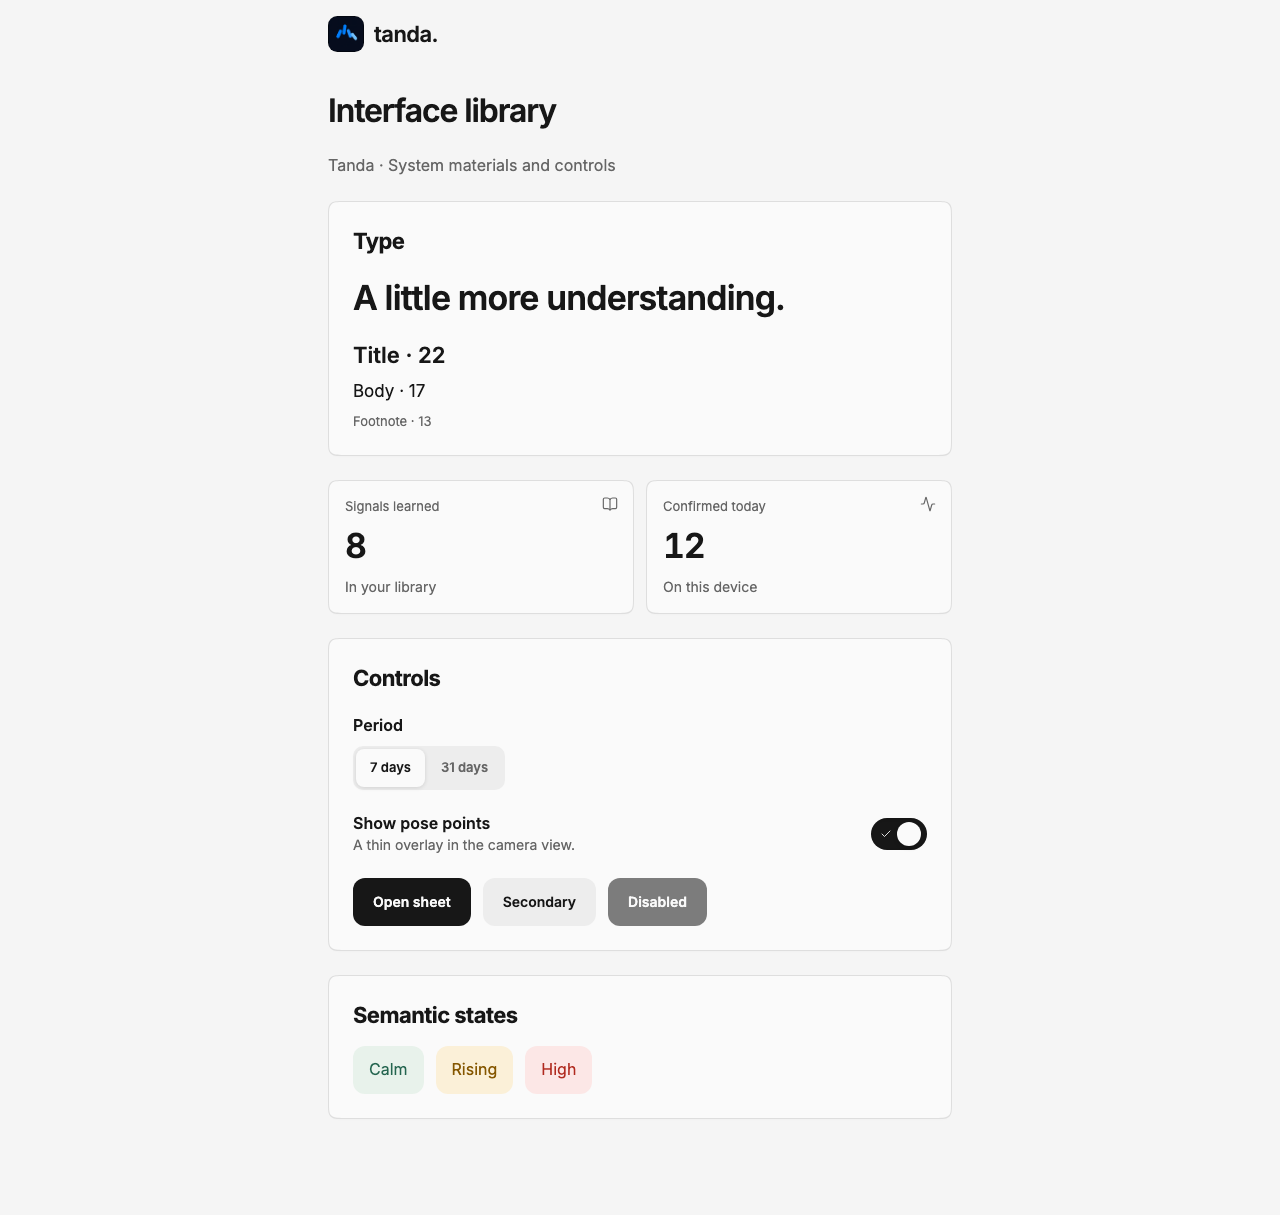 tanda.
Interface library
Tanda · System materials and controls
Type
A little more understanding.
Title · 22
Body · 17
Footnote · 13
Signals learned
8
In your library
Confirmed today
12
On this device
Controls
Period
7 days 31 days
Show pose points
A thin overlay in the camera view.
Open sheet Secondary Disabled
Semantic states
Calm Rising High